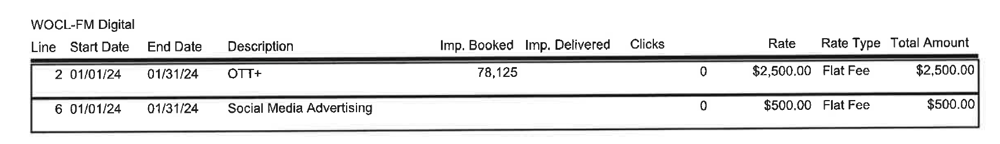 WOCL-FM Digital
Line Start Date End Date Description Imp. Booked Imp. Delivered Clicks Rate Rate Type Total Amount
2 01/01/24 01/31/24 OTT+ 78,125 0 $2,500.00 Flat Fee $2,500.00
6 01/01/24 01/31/24 Social Media Advertising 0 $500.00 Flat Fee $500.00